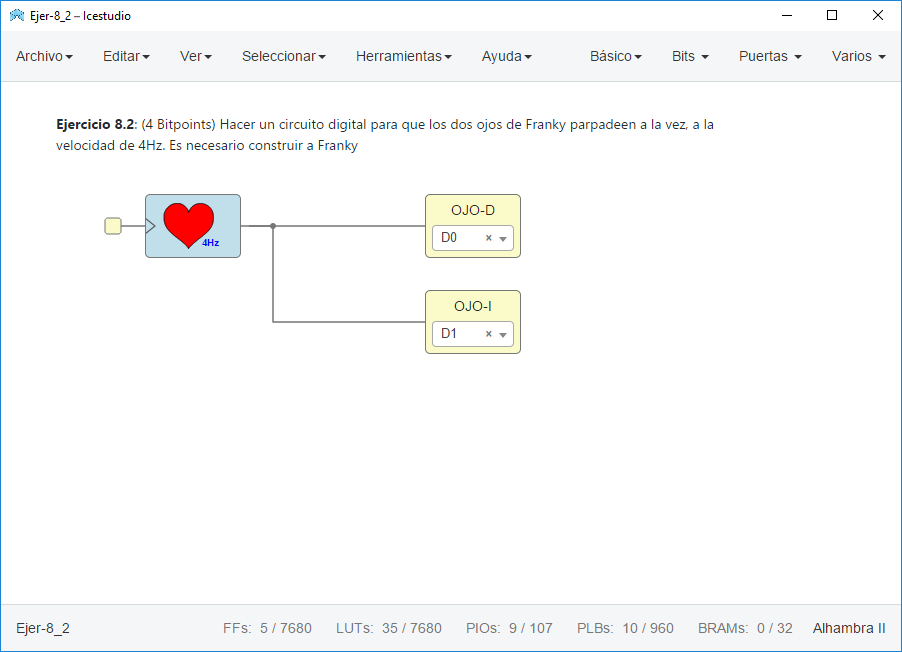 Ejer-8_2 – Icestudio
Archivo Editar Ver Seleccionar Herramientas Ayuda Básico Bits Puertas Varios
Ejercicio 8.2: (4 Bitpoints) Hacer un circuito digital para que los dos ojos de Franky parpadeen a la vez, a la
velocidad de 4Hz. Es necesario construir a Franky
4Hz
OJO-D
D0 ×
OJO-I
D1 ×
Ejer-8_2 FFs: 5 / 7680 LUTs: 35 / 7680 PIOs: 9 / 107 PLBs: 10 / 960 BRAMs: 0 / 32 Alhambra II